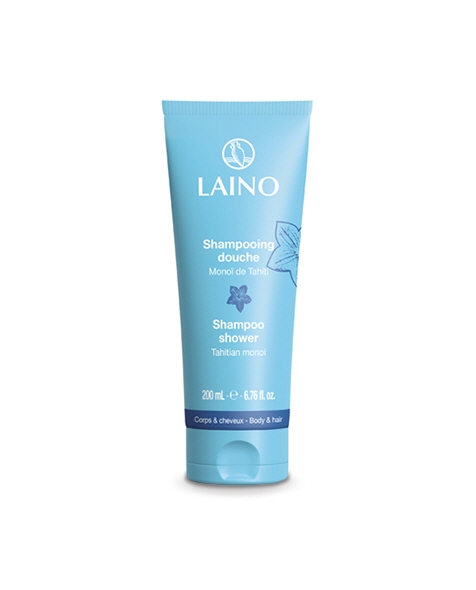 LAINO
Shampooing
douche
Monoï de Tahiti
Shampoo
shower
Tahitian monoi
200 mL - ℮ - 6.76 fl. oz.
Corps & cheveux - Body & hair